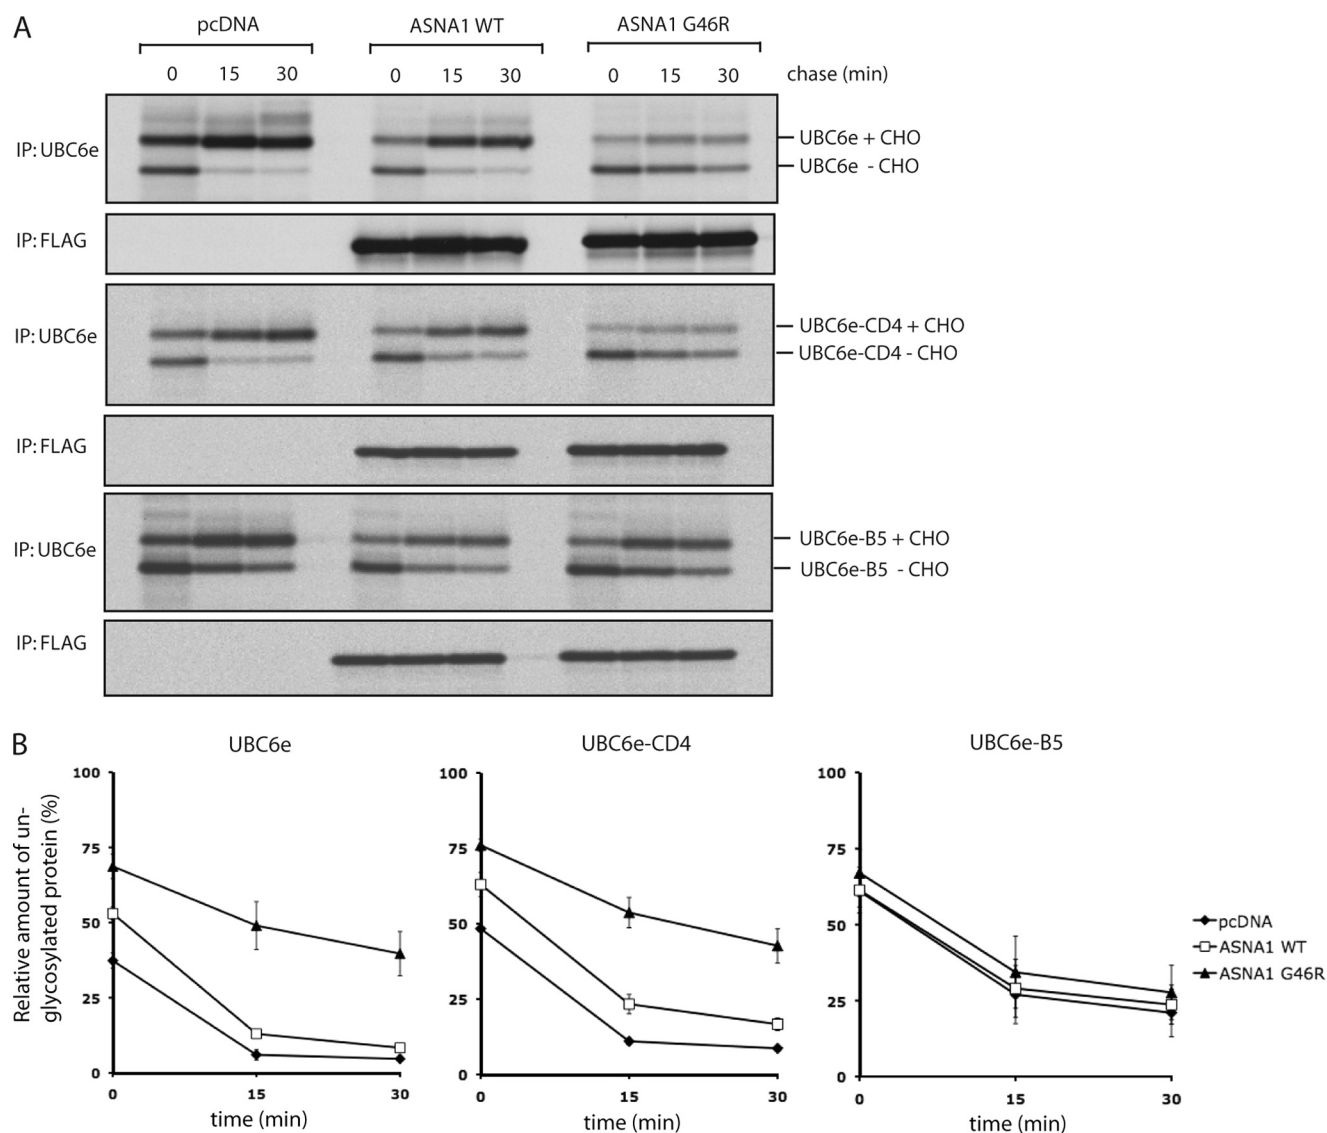 A
pcDNA
ASNA1 WT
ASNA1 G46R
0 15 30 0 15 30 0 15 30 chase (min)
IP: UBC6e
UBC6e + CHO
UBC6e - CHO
IP: FLAG
IP: UBC6e
UBC6e-CD4 + CHO
UBC6e-CD4 - CHO
IP: FLAG
IP: UBC6e
UBC6e-B5 + CHO
UBC6e-B5 - CHO
IP: FLAG
B
UBC6e
Relative amount of un-
glycosylated protein (%)
100
75
50
25
0
0 15 30
time (min)
UBC6e-CD4
100
75
50
25
0
0 15 30
time (min)
UBC6e-B5
100
75
50
25
0
0 15 30
time (min)
pcDNA
ASNA1 WT
ASNA1 G46R